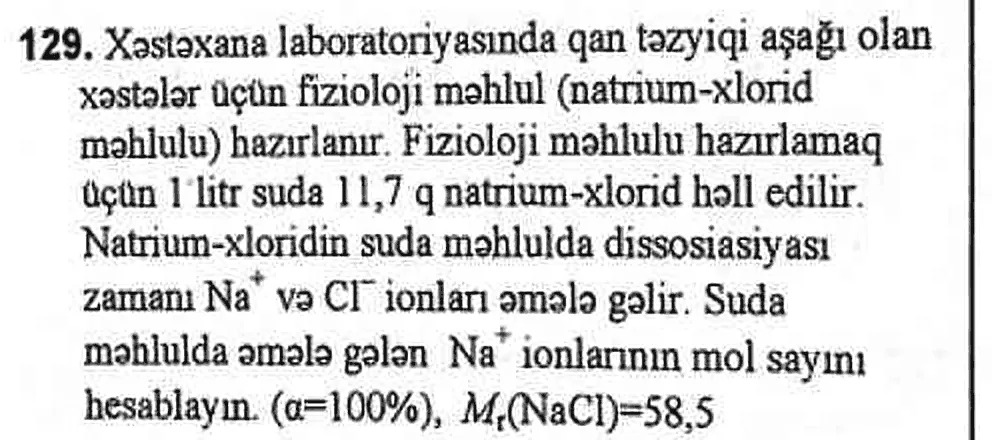 129. Xəstəxana laboratoriyasında qan təzyiqi aşağı olan
xəstələr üçün fizioloji məhlul (natrium-xlorid
məhlulu) hazırlanır. Fizioloji məhlulu hazırlamaq
üçün 1 litr suda 11,7 q natrium-xlorid həll edilir.
Natrium-xloridin suda məhlulda dissosiasiyası
zamanı Na⁺ və Cl⁻ ionları əmələ gəlir. Suda
məhlulda əmələ gələn Na⁺ ionlarının mol sayını
hesablayın. (α=100%), Mᵣ(NaCl)=58,5